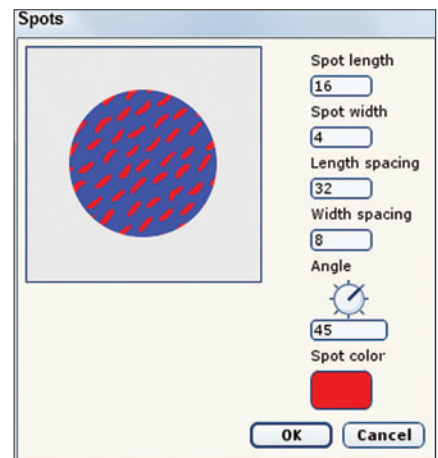 Spots
Spot length
16
Spot width
4
Length spacing
32
Width spacing
8
Angle
45
Spot color
OK Cancel